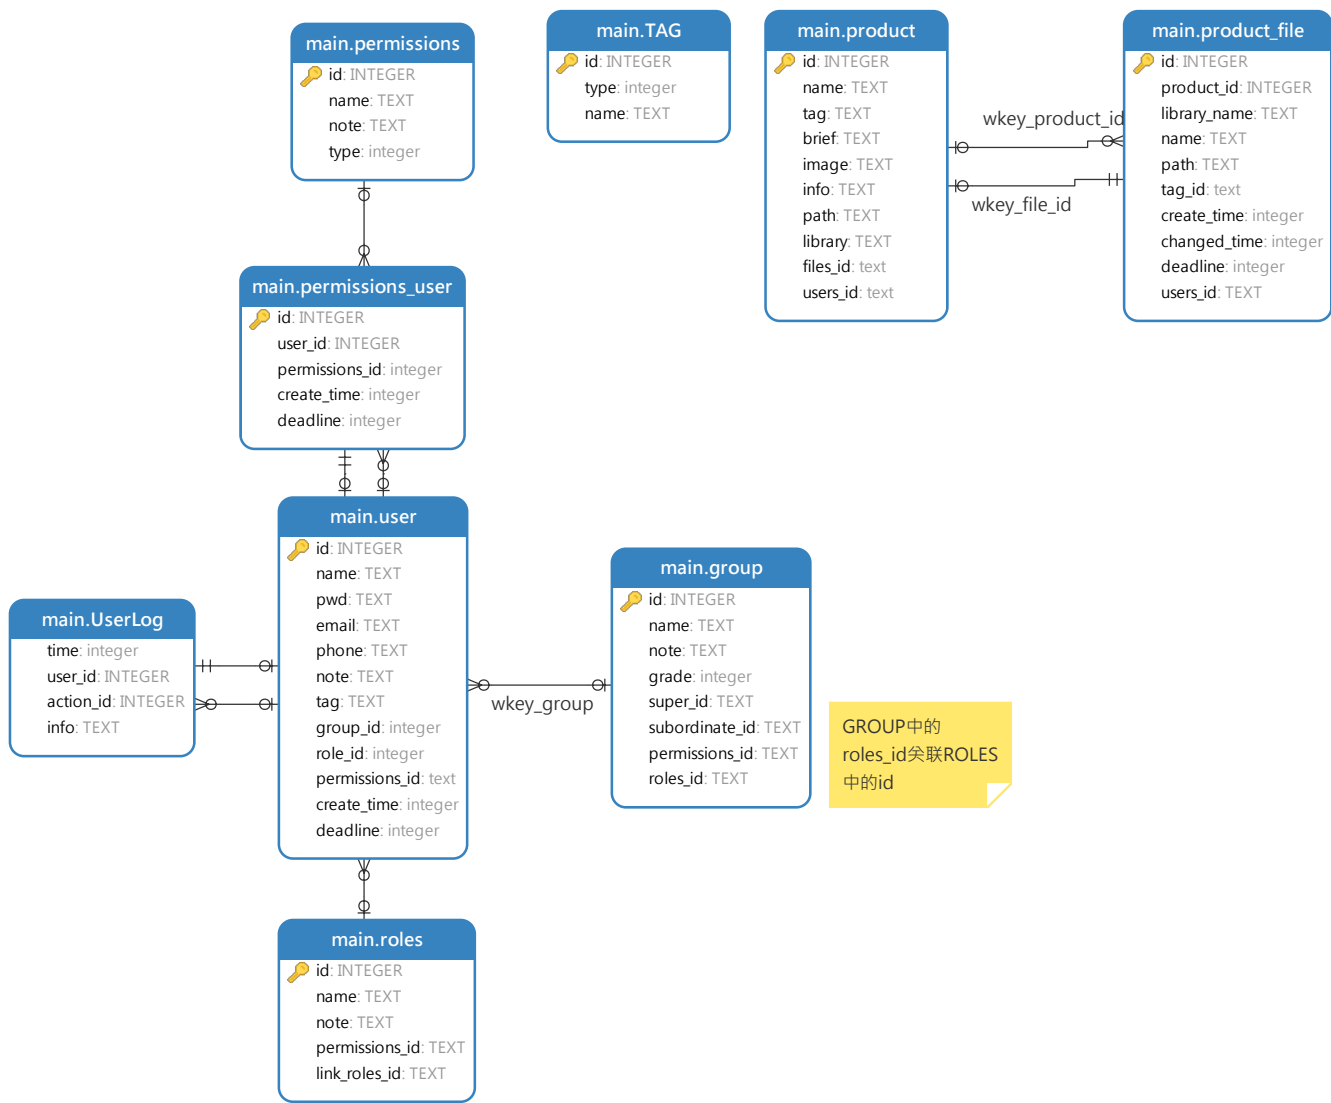 main.permissions
id: INTEGER
name: TEXT
note: TEXT
type: integer
main.TAG
id: INTEGER
type: integer
name: TEXT
main.product
id: INTEGER
name: TEXT
tag: TEXT
brief: TEXT
image: TEXT
info: TEXT
path: TEXT
library: TEXT
files_id: text
users_id: text
wkey_product_id
wkey_file_id
main.product_file
id: INTEGER
product_id: INTEGER
library_name: TEXT
name: TEXT
path: TEXT
tag_id: text
create_time: integer
changed_time: integer
deadline: integer
users_id: TEXT
main.permissions_user
id: INTEGER
user_id: INTEGER
permissions_id: integer
create_time: integer
deadline: integer
main.user
id: INTEGER
name: TEXT
pwd: TEXT
email: TEXT
phone: TEXT
note: TEXT
tag: TEXT
group_id: integer
role_id: integer
permissions_id: text
create_time: integer
deadline: integer
main.UserLog
time: integer
user_id: INTEGER
action_id: INTEGER
info: TEXT
wkey_group
main.group
id: INTEGER
name: TEXT
note: TEXT
grade: integer
super_id: TEXT
subordinate_id: TEXT
permissions_id: TEXT
roles_id: TEXT
GROUP中的
roles_id关联ROLES
中的id
main.roles
id: INTEGER
name: TEXT
note: TEXT
permissions_id: TEXT
link_roles_id: TEXT